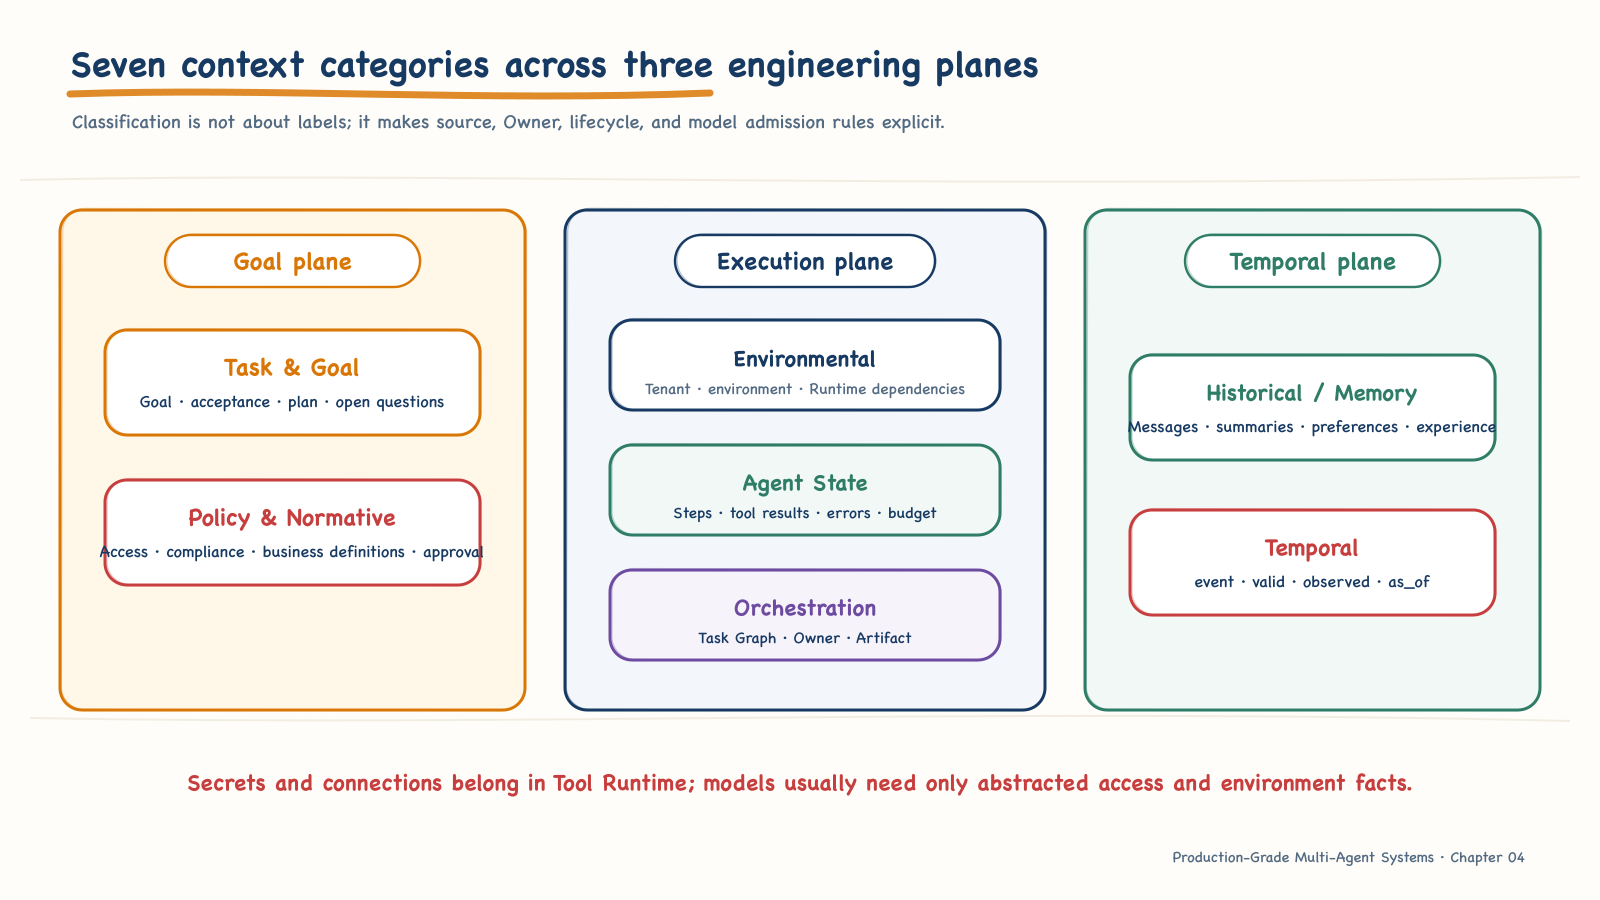 Seven context categories across three engineering planes
Classification is not about labels; it makes source, Owner, lifecycle, and model admission rules explicit.
Goal plane
Task & Goal
Goal · acceptance · plan · open questions
Policy & Normative
Access · compliance · business definitions · approval
Execution plane
Environmental
Tenant · environment · Runtime dependencies
Agent State
Steps · tool results · errors · budget
Orchestration
Task Graph · Owner · Artifact
Temporal plane
Historical / Memory
Messages · summaries · preferences · experience
Temporal
event · valid · observed · as_of
Secrets and connections belong in Tool Runtime; models usually need only abstracted access and environment facts.
Production-Grade Multi-Agent Systems · Chapter 04